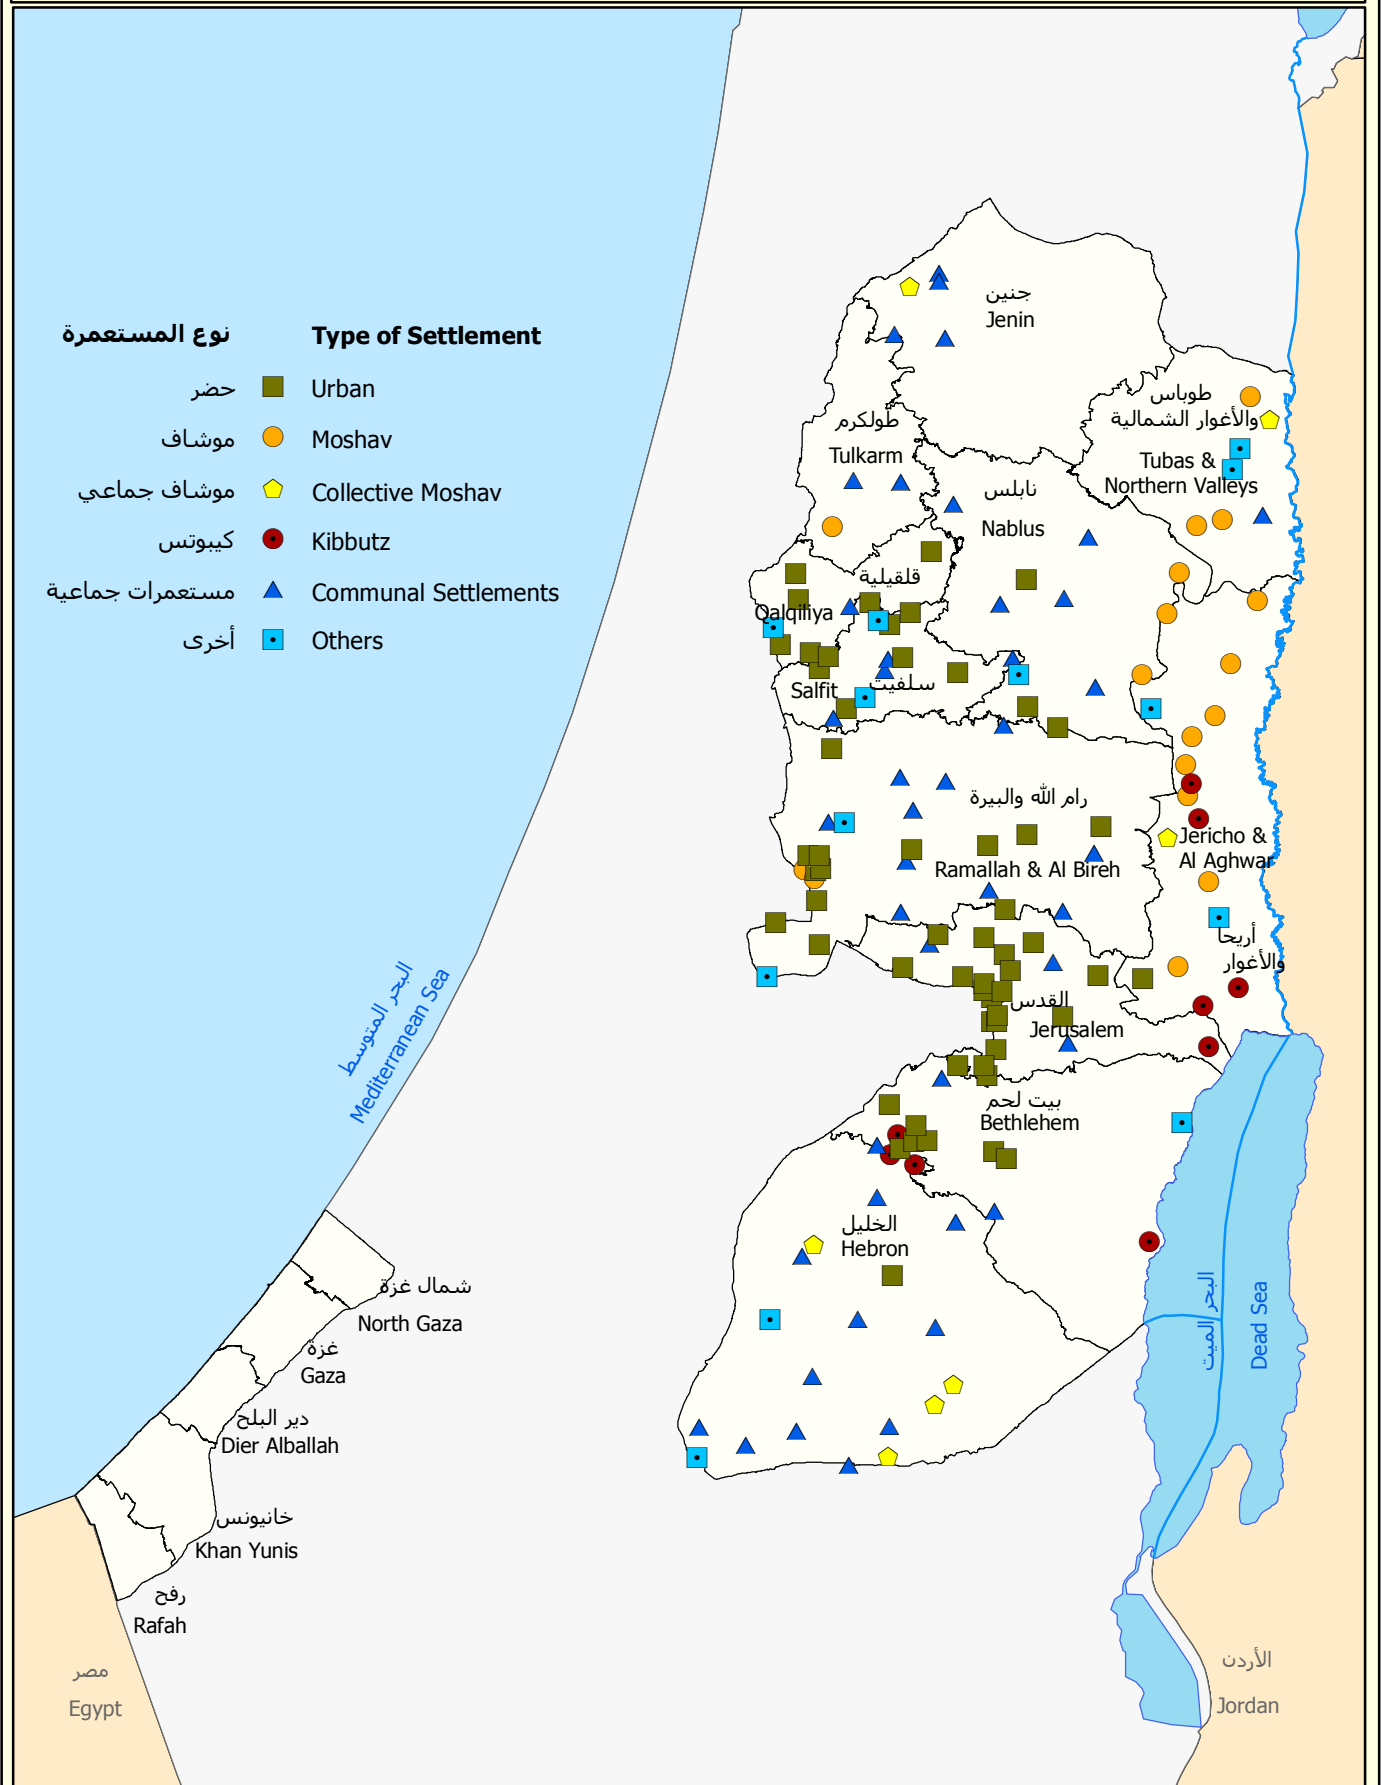 نوع المستعمرة Type of Settlement
حضر Urban
موشاف Moshav
موشاف جماعي Collective Moshav
كيبوتس Kibbutz
مستعمرات جماعية Communal Settlements
أخرى Others
جنين
Jenin
طوباس
والأغوار الشمالية
Tubas &
Northern Valleys
طولكرم
Tulkarm
نابلس
Nablus
قلقيلية
Qalqiliya
سلفيت
Salfit
رام الله والبيرة
Ramallah & Al Bireh
Jericho &
Al Aghwar
أريحا
والأغوار
القدس
Jerusalem
بيت لحم
Bethlehem
الخليل
Hebron
البحر المتوسط
Mediterranean Sea
البحر الميت
Dead Sea
شمال غزة
North Gaza
غزة
Gaza
دير البلح
Dier Alballah
خانيونس
Khan Yunis
رفح
Rafah
مصر
Egypt
الأردن
Jordan